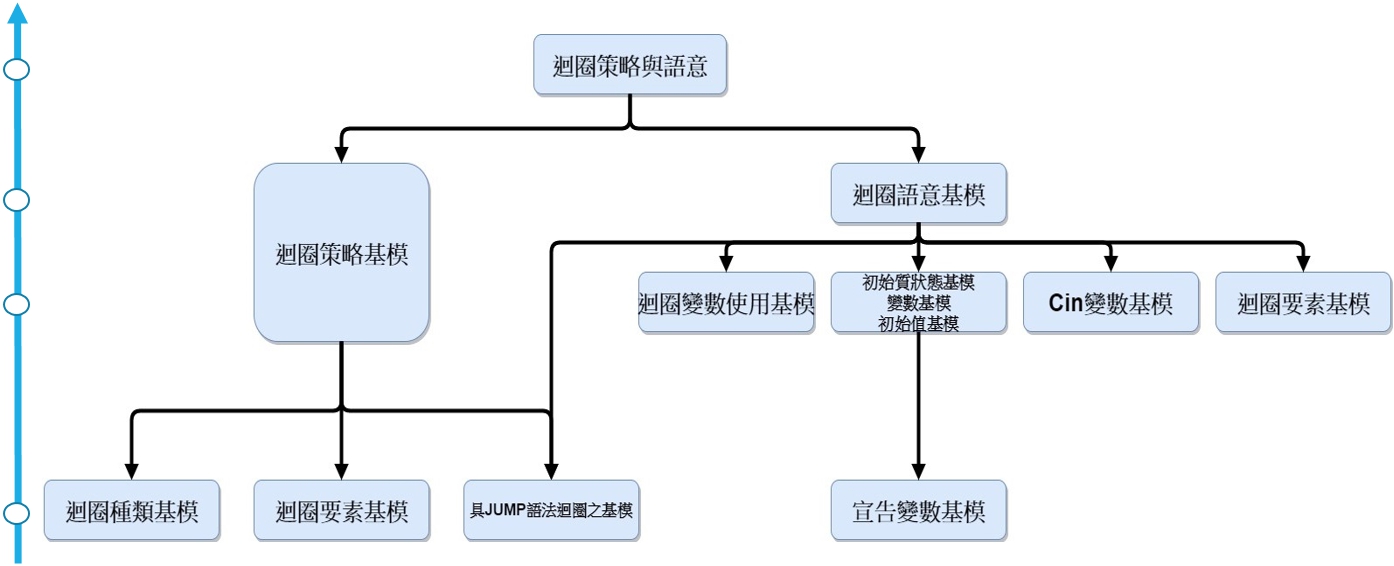 迴圈策略與語意
迴圈策略基模
迴圈語意基模
迴圈變數使用基模
初始質狀態基模
變數基模
初始值基模
Cin變數基模
迴圈要素基模
迴圈種類基模
迴圈要素基模
具JUMP語法迴圈之基模
宣告變數基模